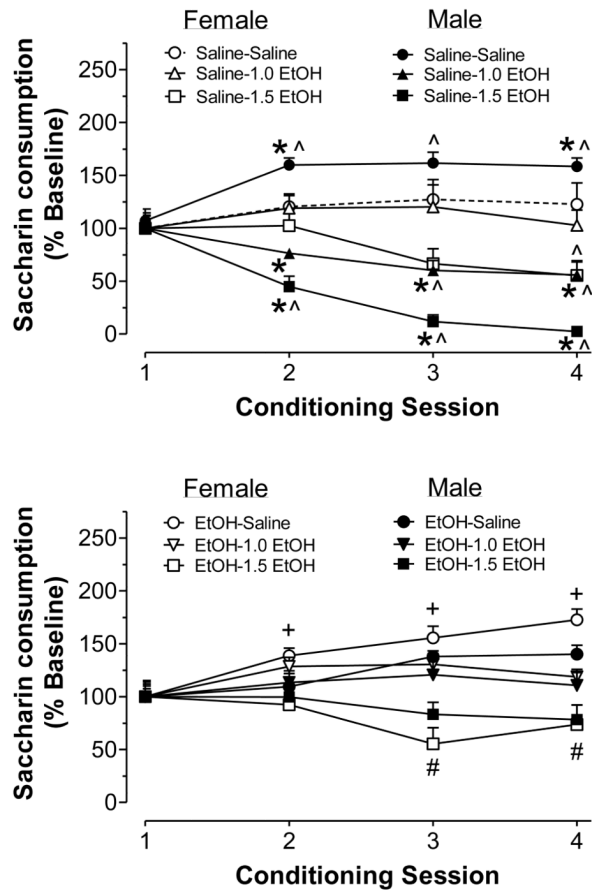 Female Male
Saline-Saline Saline-Saline
Saline-1.0 EtOH Saline-1.0 EtOH
Saline-1.5 EtOH Saline-1.5 EtOH
Saccharin consumption
(% Baseline)
250
200
150
100
50
0
* ^ ^ * ^
* * ^ ^
* ^ * ^ * ^
* ^
1 2 3 4
Conditioning Session
Female Male
EtOH-Saline EtOH-Saline
EtOH-1.0 EtOH EtOH-1.0 EtOH
EtOH-1.5 EtOH EtOH-1.5 EtOH
Saccharin consumption
(% Baseline)
250
200
150
100
50
0
+ + +
# #
1 2 3 4
Conditioning Session